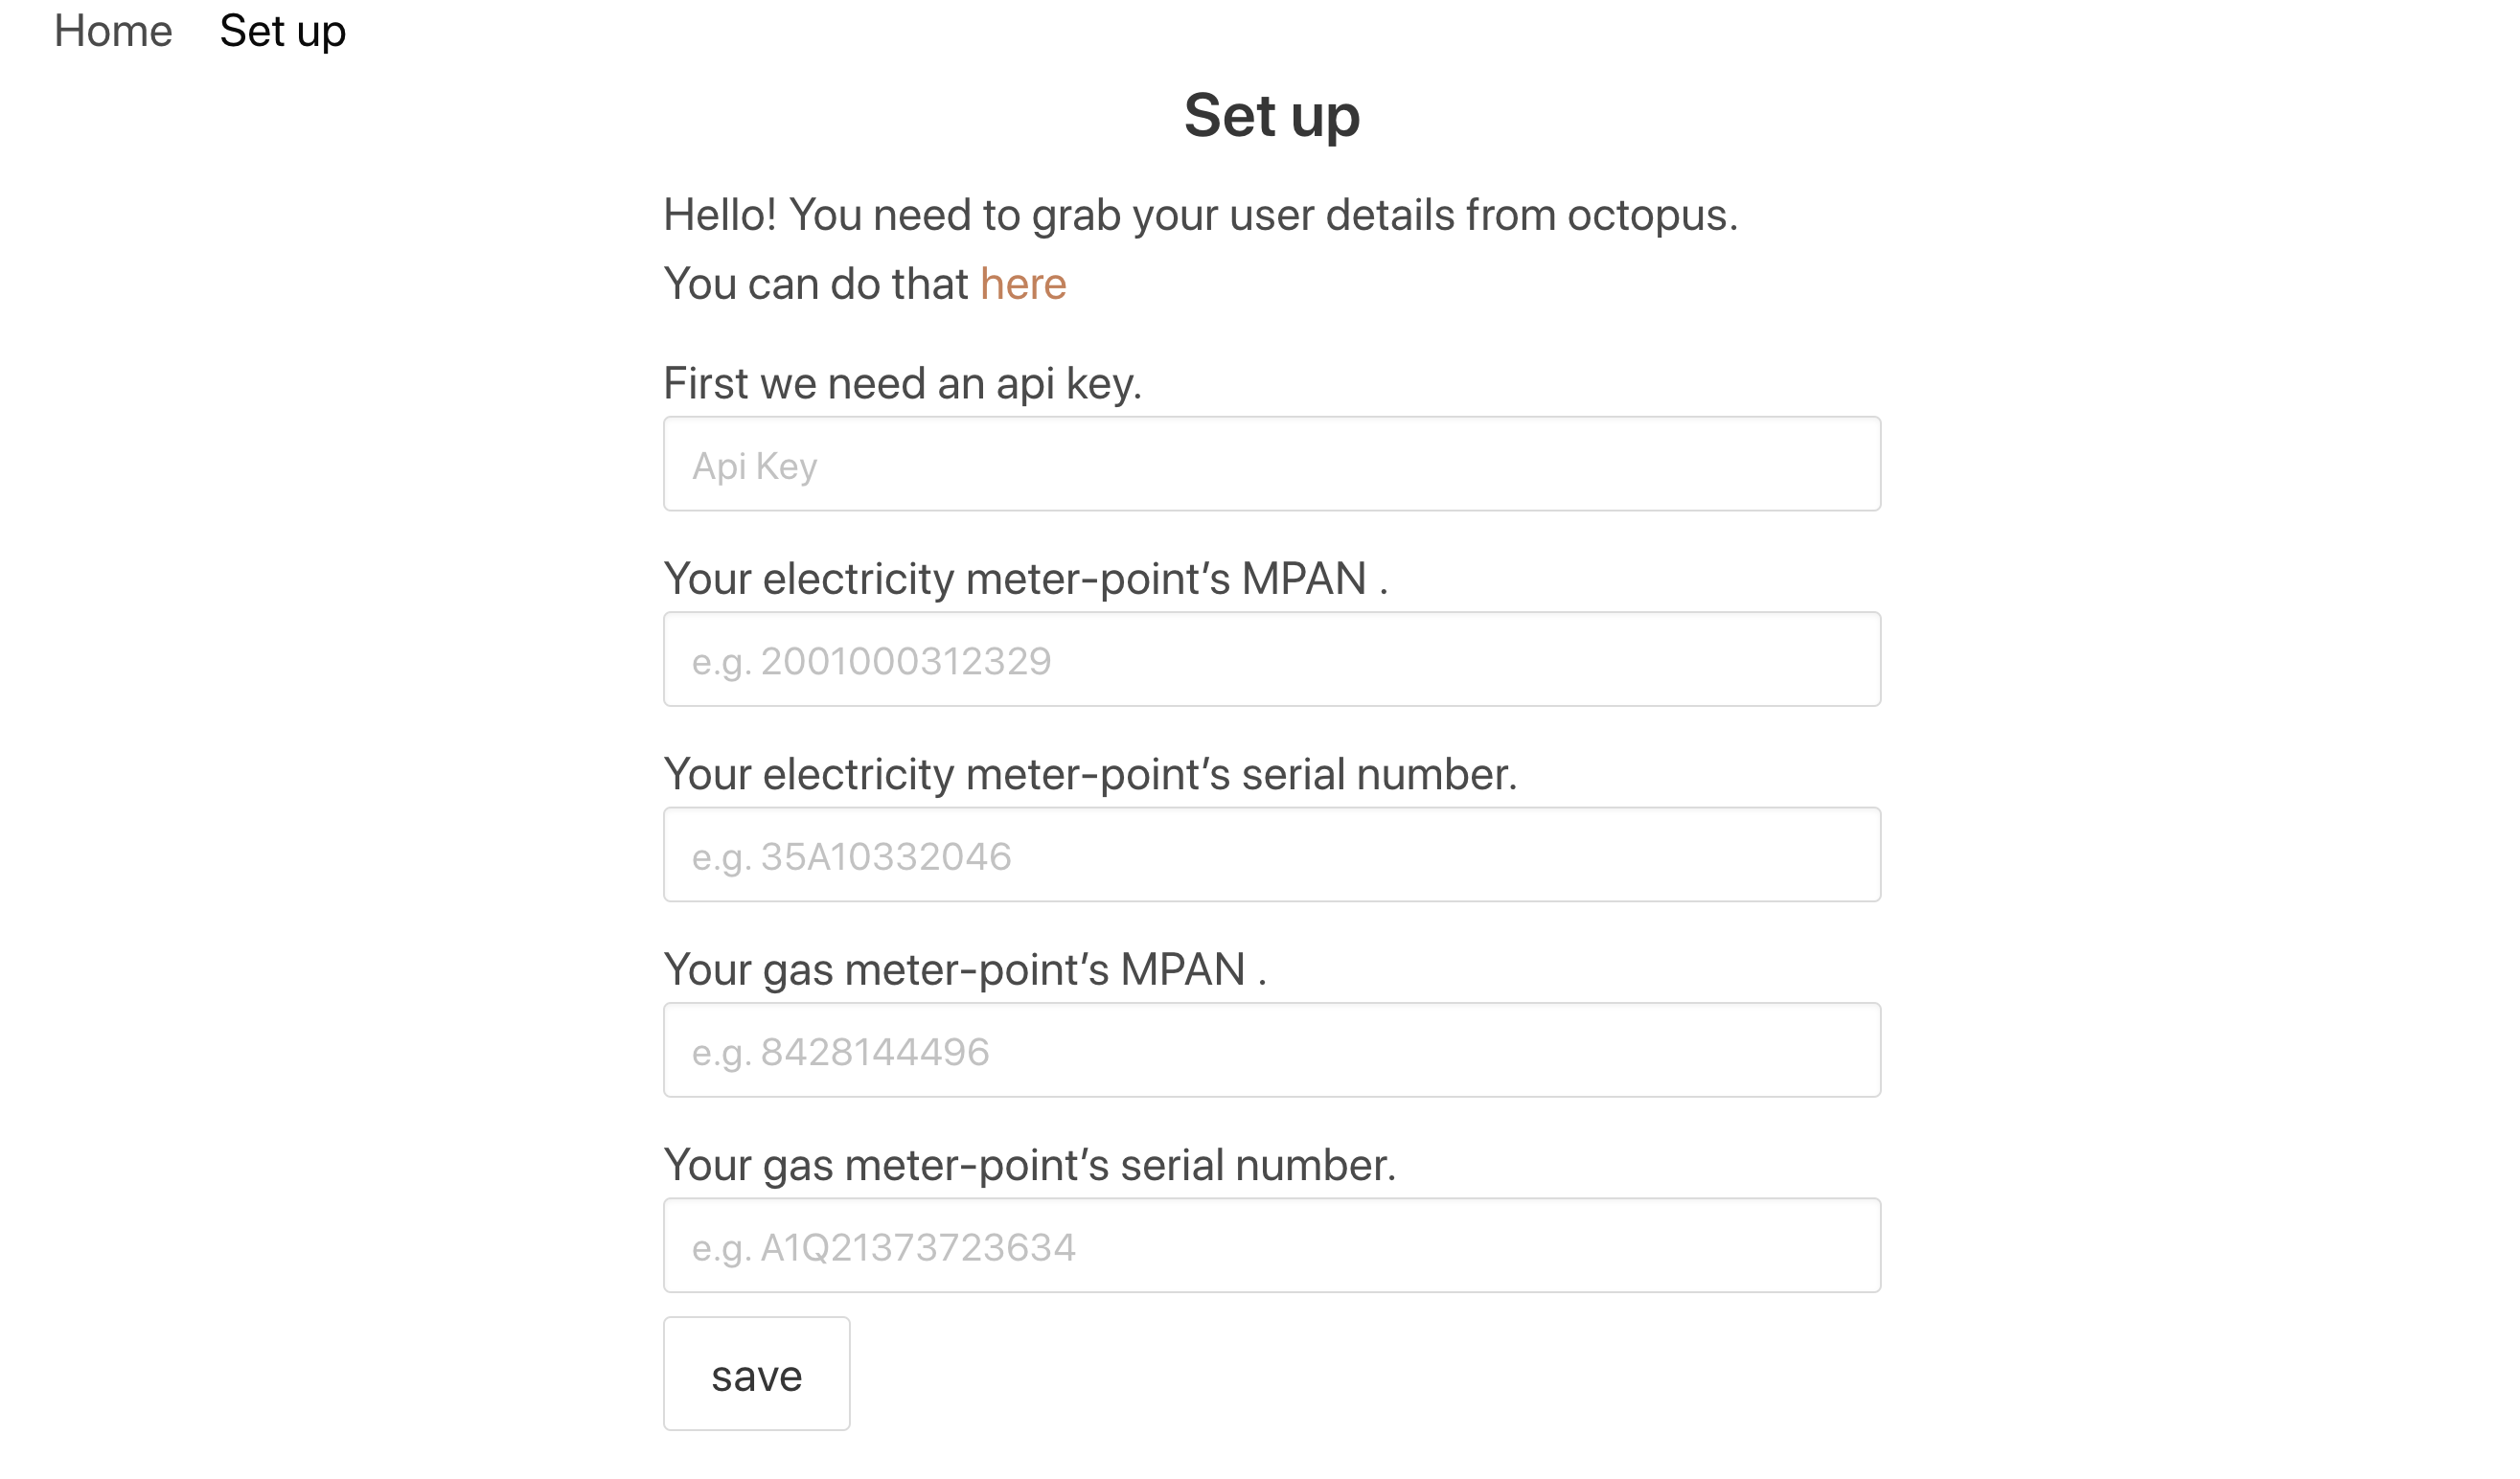 Home Set up
Set up
Hello! You need to grab your user details from octopus.
You can do that here
First we need an api key.
Api Key
Your electricity meter-point’s MPAN .
e.g. 2001000312329
Your electricity meter-point’s serial number.
e.g. 35A10332046
Your gas meter-point’s MPAN .
e.g. 8428144496
Your gas meter-point’s serial number.
e.g. A1Q21373723634
save